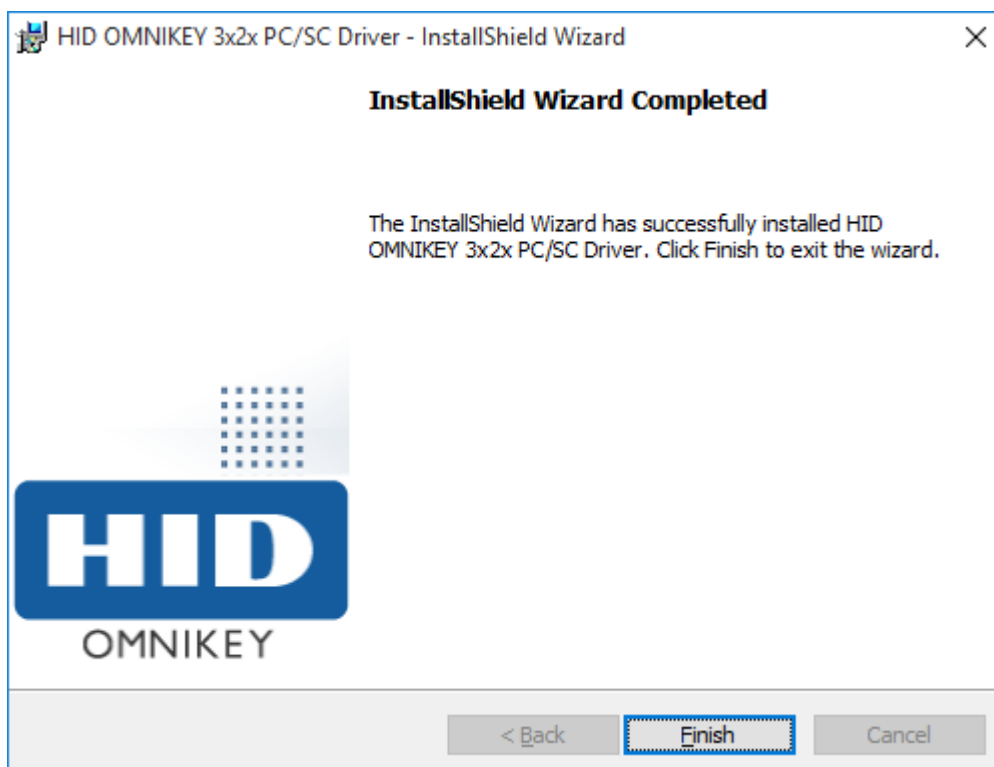 HID OMNIKEY 3x2x PC/SC Driver - InstallShield Wizard
InstallShield Wizard Completed
The InstallShield Wizard has successfully installed HID
OMNIKEY 3x2x PC/SC Driver. Click Finish to exit the wizard.
HID
OMNIKEY
< Back
Finish
Cancel